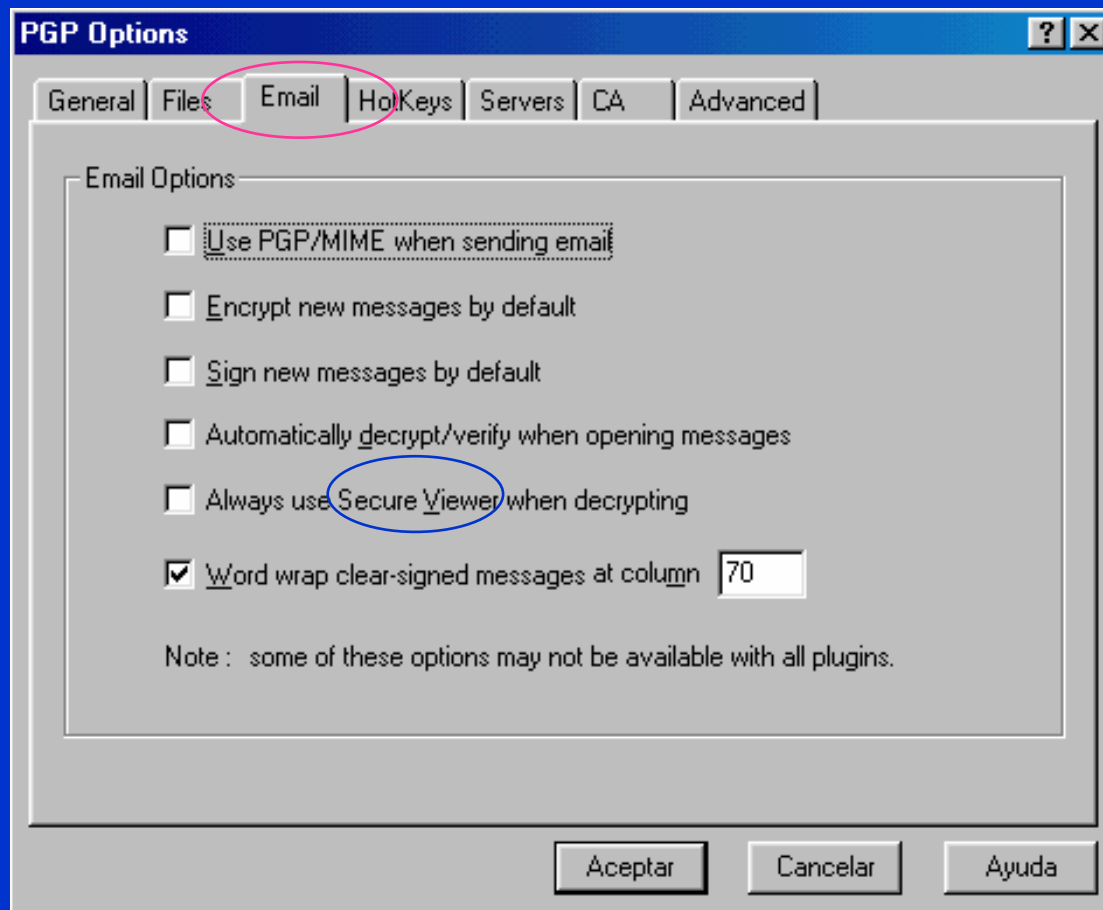 PGP Options
General Files Email HotKeys Servers CA Advanced
Email Options
Use PGP/MIME when sending email
Encrypt new messages by default
Sign new messages by default
Automatically decrypt/verify when opening messages
Always use Secure Viewer when decrypting
Word wrap clear-signed messages at column 70
Note : some of these options may not be available with all plugins.
Aceptar Cancelar Ayuda